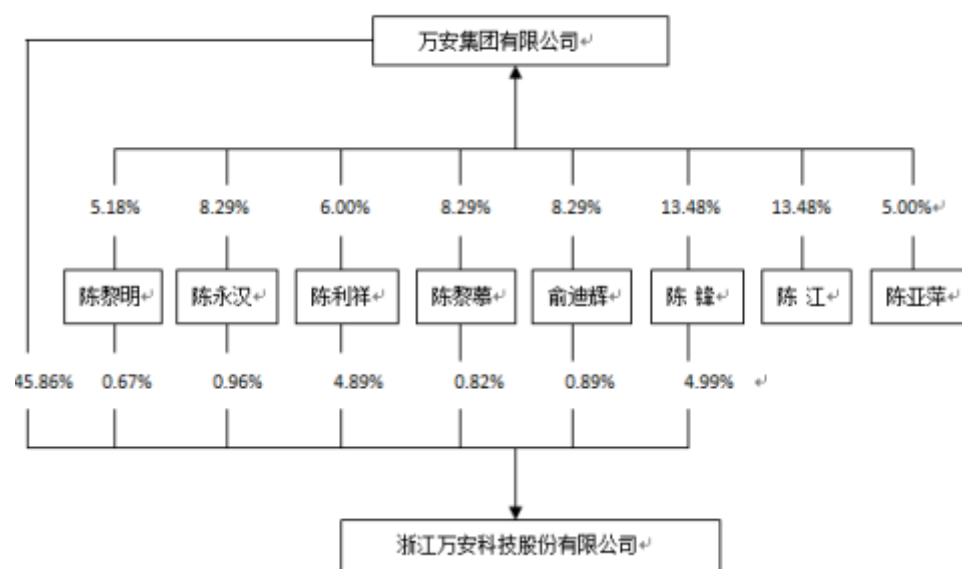 万安集团有限公司
5.18% 8.29% 6.00% 8.29% 8.29% 13.48% 13.48% 5.00%
陈黎明 陈永汉 陈利祥 陈黎慕 俞迪辉 陈 锋 陈 江 陈亚萍
45.86% 0.67% 0.96% 4.89% 0.82% 0.89% 4.99%
浙江万安科技股份有限公司